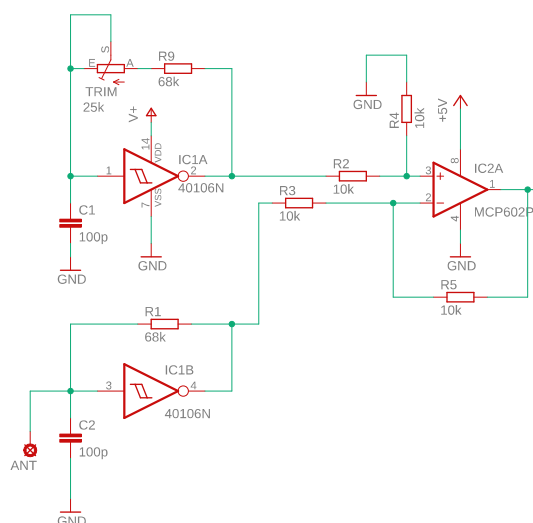 S
E
A
TRIM
25k
R9
68k
V+
14
VDD
IC1A
1
2
40106N
7
VSS
GND
C1
100p
GND
GND
R4
10k
+5V
R2
10k
R3
10k
8
IC2A
3
2
1
MCP602P
4
GND
R5
10k
R1
68k
IC1B
3
4
40106N
ANT
C2
100p
GND